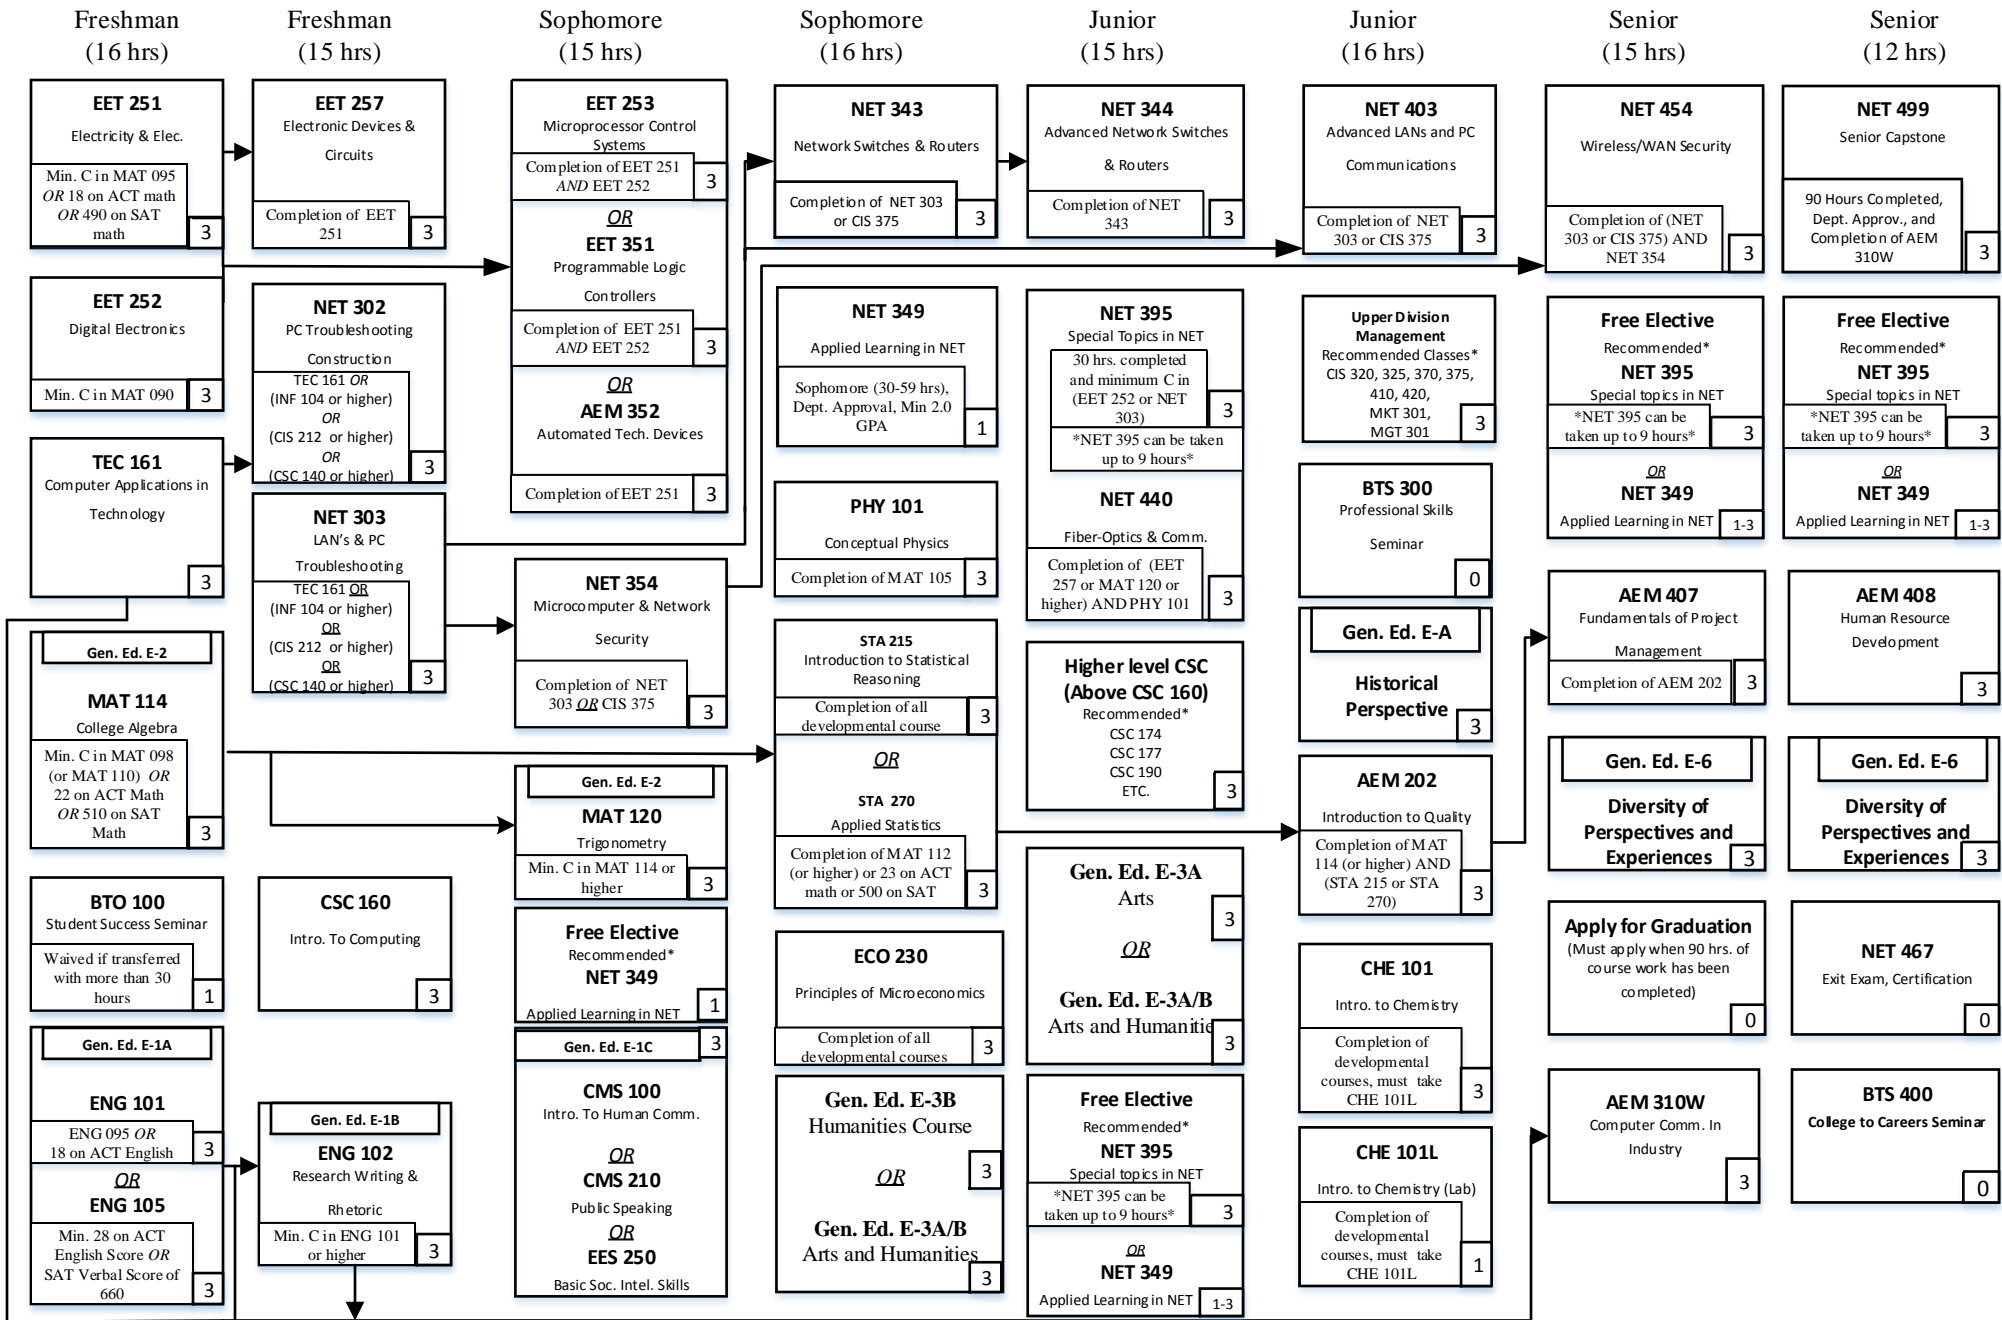 Freshman
(16 hrs)
Freshman
(15 hrs)
Sophomore
(15 hrs)
Sophomore
(16 hrs)
Junior
(15 hrs)
Junior
(16 hrs)
Senior
(15 hrs)
Senior
(12 hrs)
EET 251
Electricity & Elec.
Min. C in MAT 095
OR 18 on ACT math
OR 490 on SAT
math
3
EET 252
Digital Electronics
Min. C in MAT 090
3
TEC 161
Computer Applications in
Technology
3
Gen. Ed. E-2
MAT 114
College Algebra
Min. C in MAT 098
(or MAT 110) OR
22 on ACT Math
OR 510 on SAT
Math
3
BTO 100
Student Success Seminar
Waived if transferred
with more than 30
hours
1
Gen. Ed. E-1A
ENG 101
ENG 095 OR
18 on ACT English
3
OR
ENG 105
Min. 28 on ACT
English Score OR
SAT Verbal Score of
660
3
EET 257
Electronic Devices &
Circuits
Completion of EET
251
3
NET 302
PC Troubleshooting
Construction
TEC 161 OR
(INF 104 or higher)
OR
(CIS 212 or higher)
OR
(CSC 140 or higher)
3
NET 303
LAN's & PC
Troubleshooting
TEC 161 OR
(INF 104 or higher)
OR
(CIS 212 or higher)
OR
(CSC 140 or higher)
3
CSC 160
Intro. To Computing
3
Gen. Ed. E-1B
ENG 102
Research Writing &
Rhetoric
Min. C in ENG 101
or higher
3
EET 253
Microprocessor Control
Systems
Completion of EET 251
AND EET 252
3
OR
EET 351
Programmable Logic
Controllers
Completion of EET 251
AND EET 252
3
OR
AEM 352
Automated Tech. Devices
Completion of EET 251
3
NET 354
Microcomputer & Network
Security
Completion of NET
303 OR CIS 375
3
Gen. Ed. E-2
MAT 120
Trigonometry
Min. C in MAT 114 or
higher
3
Free Elective
Recommended*
NET 349
Applied Learning in NET
1
Gen. Ed. E-1C
3
CMS 100
Intro. To Human Comm.
OR
CMS 210
Public Speaking
OR
EES 250
Basic Soc. Intel. Skills
NET 343
Network Switches & Routers
Completion of NET 303
or CIS 375
3
NET 349
Applied Learning in NET
Sophomore (30-59 hrs),
Dept. Approval, Min 2.0
GPA
1
PHY 101
Conceptual Physics
Completion of MAT 105
3
STA 215
Introduction to Statistical
Reasoning
Completion of all
developmental course
3
OR
STA 270
Applied Statistics
Completion of MAT 112
(or higher) or 23 on ACT
math or 500 on SAT
3
ECO 230
Principles of Microeconomics
Completion of all
developmental courses
3
Gen. Ed. E-3B
Humanities Course
3
OR
Gen. Ed. E-3A/B
Arts and Humanities
3
NET 344
Advanced Network Switches
& Routers
Completion of NET
343
3
NET 395
Special Topics in NET
30 hrs. completed
and minimum C in
(EET 252 or NET
303)
3
*NET 395 can be taken
up to 9 hours*
NET 440
Fiber-Optics & Comm.
Completion of (EET
257 or MAT 120 or
higher) AND PHY 101
3
Higher level CSC
(Above CSC 160)
Recommended*
CSC 174
CSC 177
CSC 190
ETC.
3
Gen. Ed. E-3A
Arts
3
OR
Gen. Ed. E-3A/B
Arts and Humanitie
3
Free Elective
Recommended*
NET 395
Special topics in NET
*NET 395 can be
taken up to 9 hours*
3
OR
NET 349
Applied Learning in NET
1-3
NET 403
Advanced LANs and PC
Communications
Completion of NET
303 or CIS 375
3
Upper Division
Management
Recommended Classes*
CIS 320, 325, 370, 375,
410, 420,
MKT 301,
MGT 301
3
BTS 300
Professional Skills
Seminar
0
Gen. Ed. E-A
Historical
Perspective
3
AEM 202
Introduction to Quality
Completion of MAT
114 (or higher) AND
(STA 215 or STA
270)
3
CHE 101
Intro. to Chemistry
Completion of
developmental
courses, must take
CHE 101L
3
CHE 101L
Intro. to Chemistry (Lab)
Completion of
developmental
courses, must take
CHE 101L
1
NET 454
Wireless/WAN Security
Completion of (NET
303 or CIS 375) AND
NET 354
3
Free Elective
Recommended*
NET 395
Special topics in NET
*NET 395 can be
taken up to 9 hours*
3
OR
NET 349
Applied Learning in NET
1-3
AEM 407
Fundamentals of Project
Management
Completion of AEM 202
3
Gen. Ed. E-6
Diversity of
Perspectives and
Experiences
3
Apply for Graduation
(Must apply when 90 hrs. of
course work has been
completed)
0
AEM 310W
Computer Comm. In
Industry
3
NET 499
Senior Capstone
90 Hours Completed,
Dept. Approv., and
Completion of AEM
310W
3
Free Elective
Recommended*
NET 395
Special topics in NET
*NET 395 can be
taken up to 9 hours*
3
OR
NET 349
Applied Learning in NET
1-3
AEM 408
Human Resource
Development
3
Gen. Ed. E-6
Diversity of
Perspectives and
Experiences
3
NET 467
Exit Exam, Certification
0
BTS 400
College to Careers Seminar
0